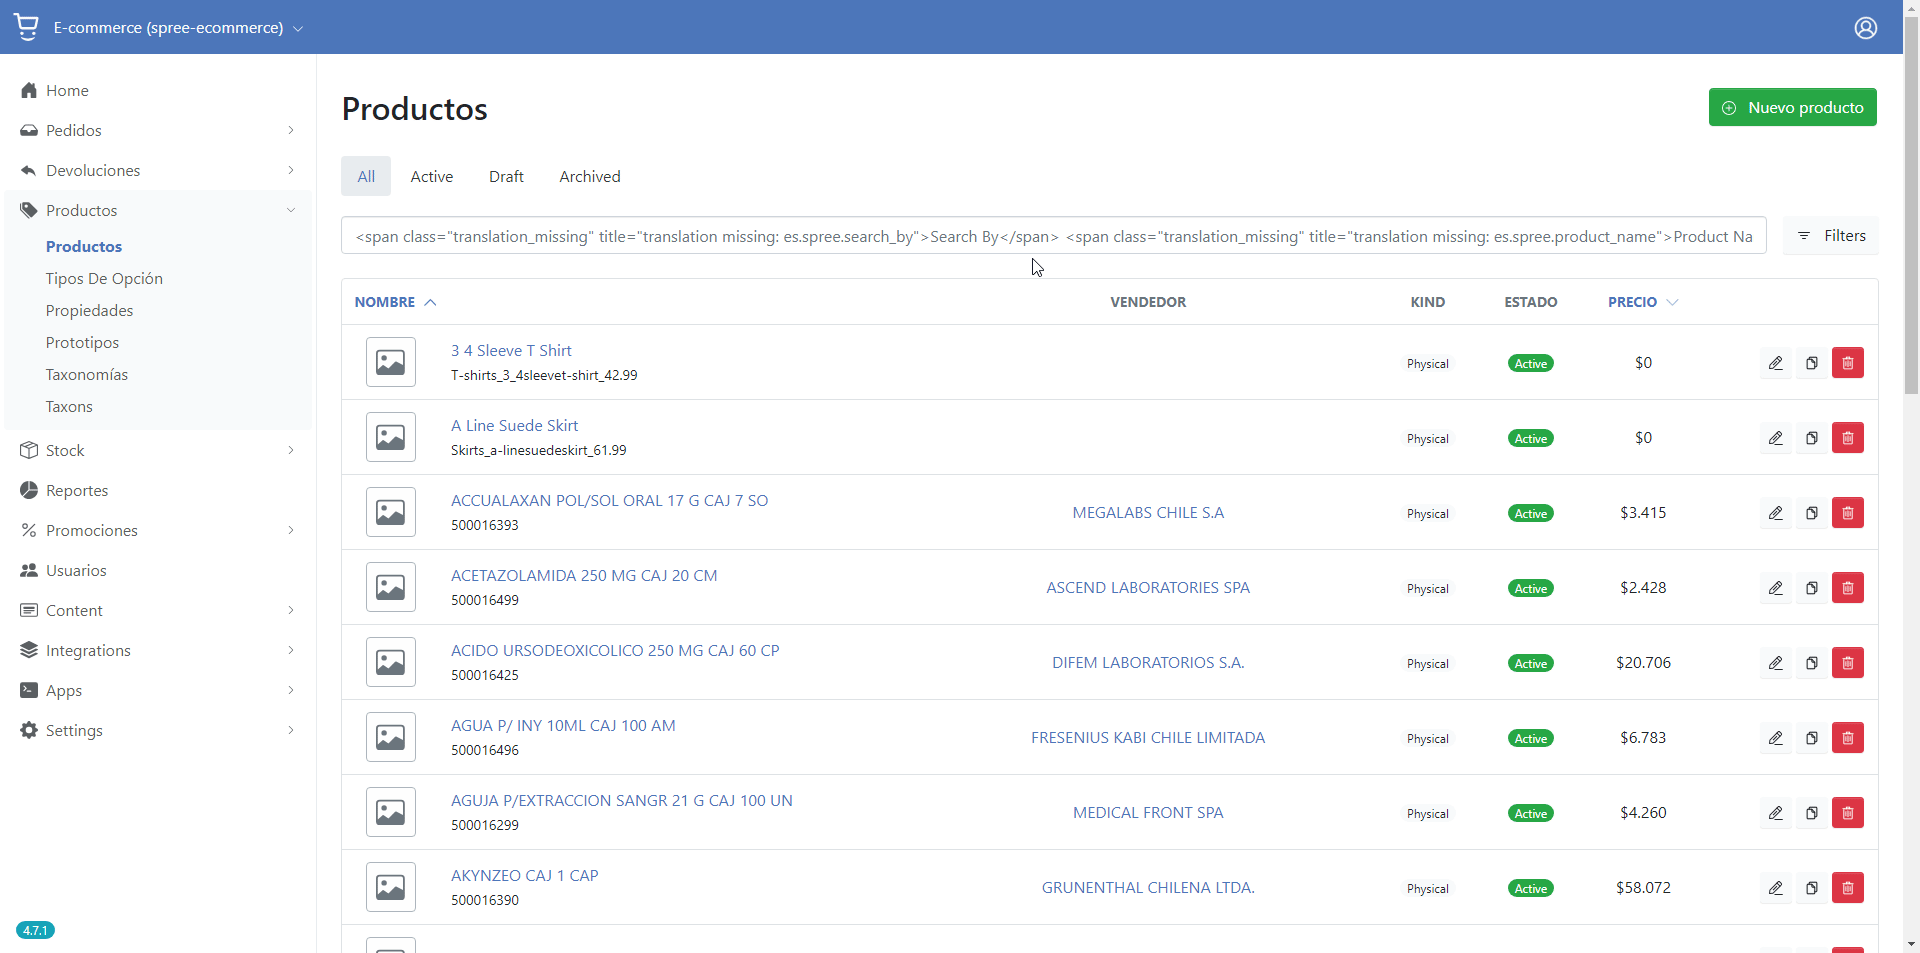 E-commerce (spree-ecommerce)
Home
Pedidos
Devoluciones
Productos
Productos
Tipos De Opción
Propiedades
Prototipos
Taxonomías
Taxons
Stock
Reportes
Promociones
Usuarios
Content
Integrations
Apps
Settings
4.7.1
Productos
Nuevo producto
All Active Draft Archived
<span class="translation_missing" title="translation missing: es.spree.search_by">Search By</span> <span class="translation_missing" title="translation missing: es.spree.product_name">Product Na
Filters
NOMBRE VENDEDOR KIND ESTADO PRECIO
3 4 Sleeve T Shirt
T-shirts_3_4sleevet-shirt_42.99
Physical Active $0
A Line Suede Skirt
Skirts_a-linesuedeskirt_61.99
Physical Active $0
ACCUALAXAN POL/SOL ORAL 17 G CAJ 7 SO
500016393
MEGALABS CHILE S.A Physical Active $3.415
ACETAZOLAMIDA 250 MG CAJ 20 CM
500016499
ASCEND LABORATORIES SPA Physical Active $2.428
ACIDO URSODEOXICOLICO 250 MG CAJ 60 CP
500016425
DIFEM LABORATORIOS S.A. Physical Active $20.706
AGUA P/ INY 10ML CAJ 100 AM
500016496
FRESENIUS KABI CHILE LIMITADA Physical Active $6.783
AGUJA P/EXTRACCION SANGR 21 G CAJ 100 UN
500016299
MEDICAL FRONT SPA Physical Active $4.260
AKYNZEO CAJ 1 CAP
500016390
GRUNENTHAL CHILENA LTDA. Physical Active $58.072